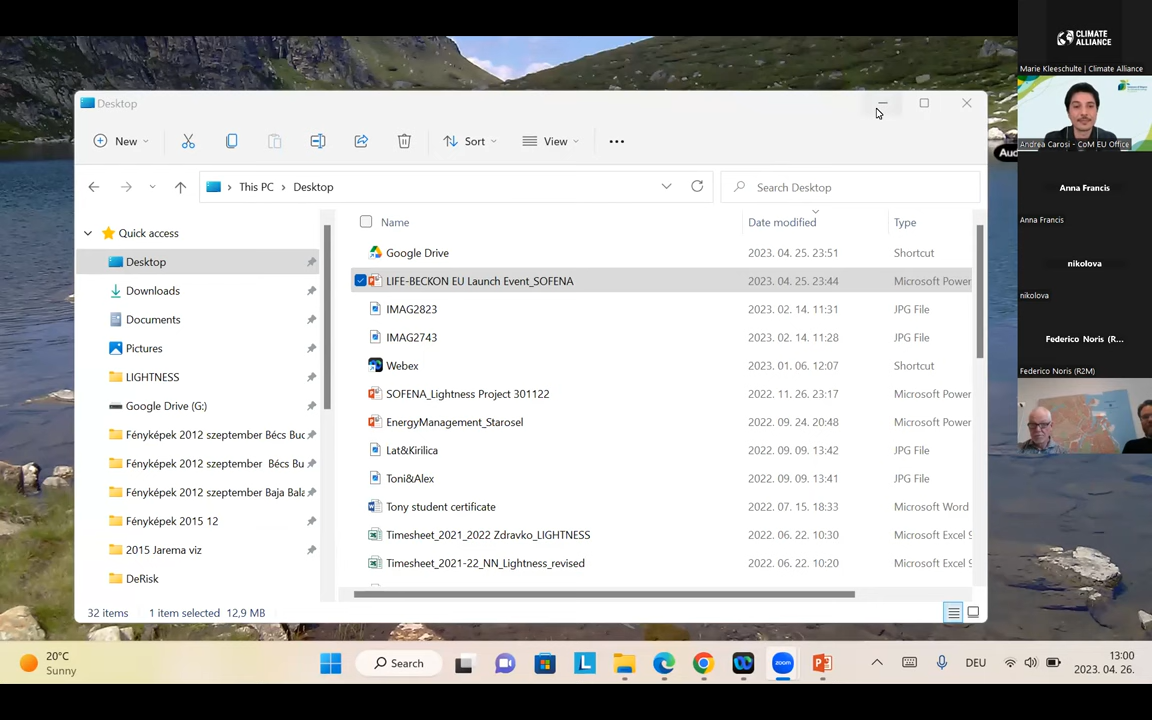 Desktop
New
Sort
View
This PC
Desktop
Search Desktop
Quick access
Desktop
Downloads
Documents
Pictures
LIGHTNESS
Google Drive (G:)
Fényképek 2012 szeptember Bécs Buc
Fényképek 2012 szeptember Bécs Bu
Fényképek 2012 szeptember Baja Bala
Fényképek 2015 12
2015 Jarema viz
DeRisk
Name Date modified Type
Google Drive 2023. 04. 25. 23:51 Shortcut
LIFE-BECKON EU Launch Event_SOFENA 2023. 04. 25. 23:44 Microsoft Power
IMAG2823 2023. 02. 14. 11:31 JPG File
IMAG2743 2023. 02. 14. 11:28 JPG File
Webex 2023. 01. 06. 12:07 Shortcut
SOFENA_Lightness Project 301122 2022. 11. 26. 23:17 Microsoft Power
EnergyManagement_Starosel 2022. 09. 24. 20:48 Microsoft Power
Lat&Kirilica 2022. 09. 09. 13:42 JPG File
Toni&Alex 2022. 09. 09. 13:41 JPG File
Tony student certificate 2022. 07. 15. 18:33 Microsoft Word
Timesheet_2021_2022 Zdravko_LIGHTNESS 2022. 06. 22. 10:30 Microsoft Excel 9
Timesheet_2021-22_NN_Lightness_revised 2022. 06. 22. 10:20 Microsoft Excel 9
32 items 1 item selected 12,9 MB
20°C
Sunny
Search
zoom
DEU
13:00
2023. 04. 26.
CLIMATE
ALLIANCE
Marie Kleeschulte | Climate Alliance
Andrea Carosi - CoM EU Office
Aud
Anna Francis
Anna Francis
nikolova
nikolova
Federico Noris (R...
Federico Noris (R2M)